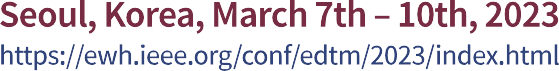 Seoul, Korea, March 7th – 10th, 2023
https://ewh.ieee.org/conf/edtm/2023/index.html